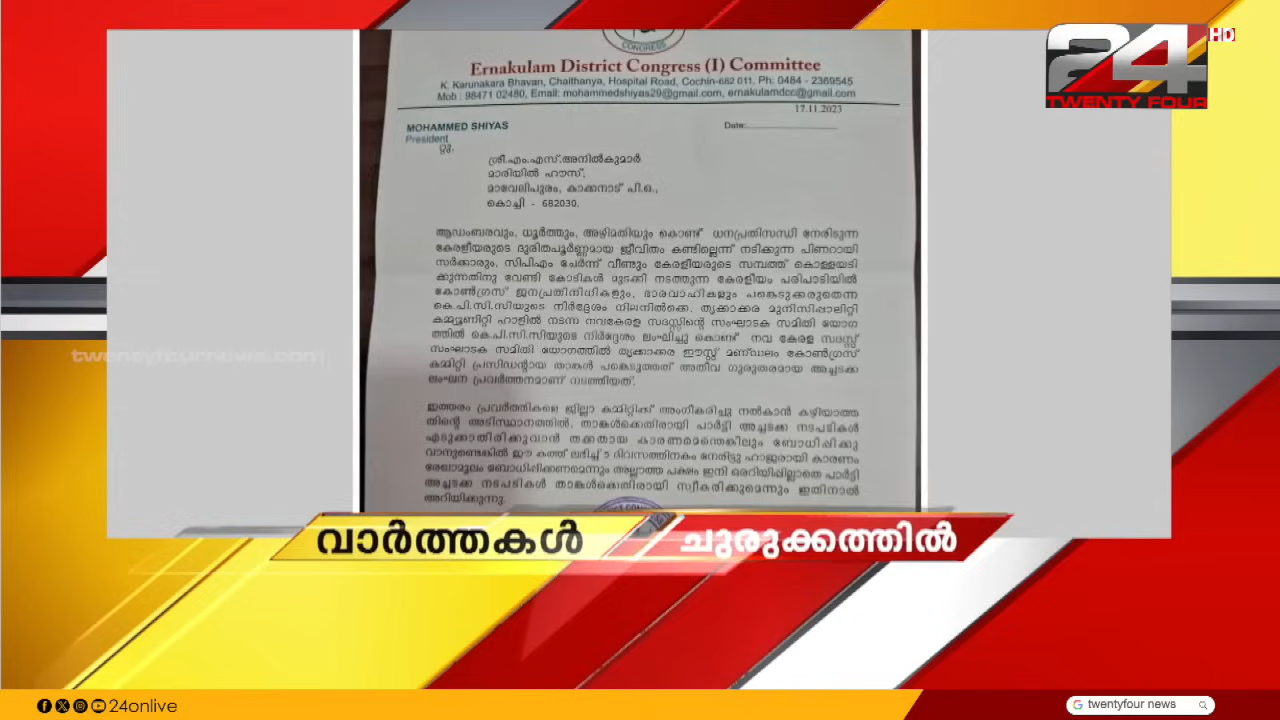 24 HD
TWENTY FOUR
CONGRESS
Ernakulam District Congress (I) Committee
K. Karunakara Bhavan, Chaithanya, Hospital Road, Cochin-682 011, Ph: 0484 - 2369545
Mob : 98471 02480, Email: mohammedshiyas29@gmail.com, ernakulamdcc@gmail.com
17.11.2023
MOHAMMED SHIYAS
Date:
President
റ്റു.
ശ്രീ.എം.എസ്.അനിൽകുമാർ
മാരിയിൽ ഹൗസ്,
മാവേലിപുരം, കാക്കനാട് പി.ഒ.,
കൊച്ചി - 682030.
ആഡംബരവും, ധൂർത്തും, അഴിമതിയും കൊണ്ട് ധനപ്രതിസന്ധി നേരിടുന്ന
കേരളീയരുടെ ദുരിതപൂർണ്ണമായ ജീവിതം കണ്ടില്ലെന്ന് നടിക്കുന്ന പിണറായി
സർക്കാരും, സിപിഎം ചേർന്ന് വീണ്ടും കേരളീയരുടെ സമ്പത്ത് കൊള്ളയടി
ക്കുന്നതിനു വേണ്ടി കോടികൾ മുടക്കി നടത്തുന്ന കേരളീയം പരിപാടിയിൽ
കോൺഗ്രസ് ജനപ്രതിനിധികളും, ഭാരവാഹികളും പങ്കെടുക്കരുതെന്ന
കെ.പി.സി.സിയുടെ നിർദ്ദേശം നിലനിൽക്കെ. തൃക്കാക്കര മുനിസിപ്പാലിറ്റി
കമ്മ്യൂണിറ്റി ഹാളിൽ നടന്ന നവകേരള സദസ്സിന്റെ സംഘാടക സമിതി യോഗ
ത്തിൽ കെ.പി.സി.സിയുടെ നിർദ്ദേശം ലംഘിച്ചു കൊണ്ട് നവ കേരള സദസ്സ്
സംഘാടക സമിതി യോഗത്തിൽ തൃക്കാക്കര ഈസ്റ്റ് മണ്ഡലം കോൺഗ്രസ്
കമ്മിറ്റി പ്രസിഡന്റായ താങ്കൾ പങ്കെടുത്തത് അതിവ ഗുരുതരമായ അച്ചടക്ക
ലംഘന പ്രവർത്തനമാണ് നടത്തിയത്.
ഇത്തരം പ്രവർത്തികളെ ജില്ലാ കമ്മിറ്റിക്ക് അംഗീകരിച്ചു നൽകാൻ കഴിയാത്ത
തിന്റെ അടിസ്ഥാനത്തിൽ, താങ്കൾക്കെതിരായി പാർട്ടി അച്ചടക്ക നടപടികൾ
എടുക്കാതിരിക്കുവാൻ തക്കതായ കാരണമെന്തെങ്കിലും ബോധിപ്പിക്കു
വാനുണ്ടെങ്കിൽ ഈ കത്ത് ലഭിച്ച് 5 ദിവസത്തിനകം നേരിട്ടു ഹാജരായി കാരണം
രേഖാമൂലം ബോധിപ്പിക്കണമെന്നും അല്ലാത്ത പക്ഷം ഇനി ഒരറിയിപ്പില്ലാതെ പാർട്ടി
അച്ചടക്ക നടപടികൾ താങ്കൾക്കെതിരായി സ്വീകരിക്കുമെന്നും ഇതിനാൽ
അറിയിക്കുന്നു.
twentyfournews.com
വാർത്തകൾ ചുരുക്കത്തിൽ
24onlive
twentyfour news